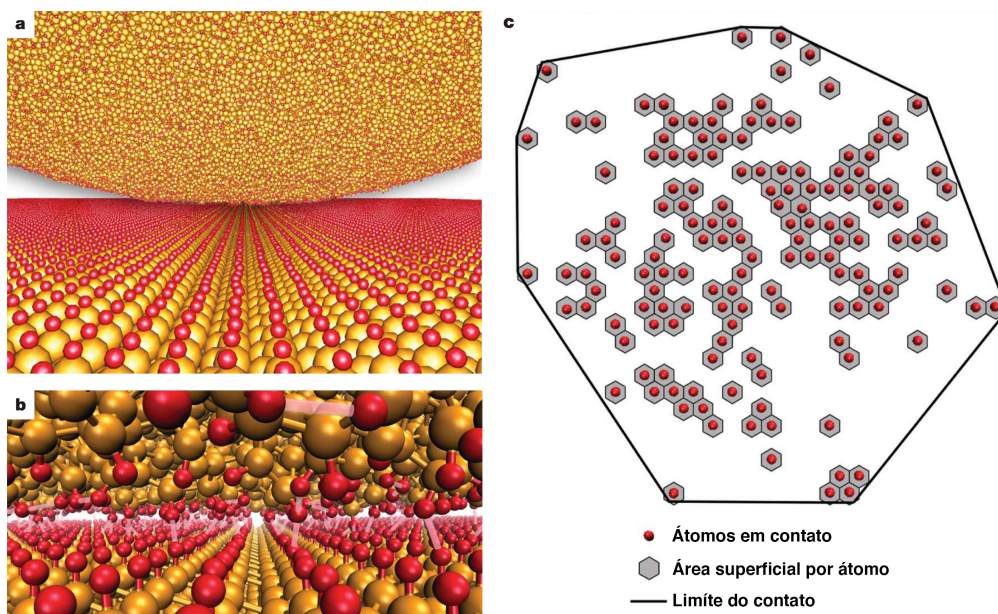 a
b
c
Átomos em contato
Área superficial por átomo
Limíte do contato